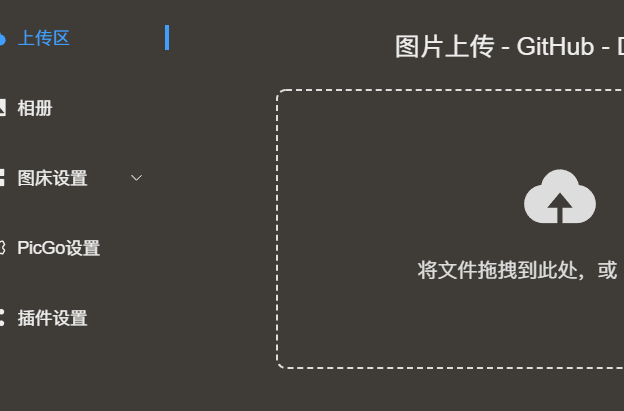 上传区
相册
图床设置
PicGo设置
插件设置
图片上传 - GitHub -
将文件拖拽到此处，或